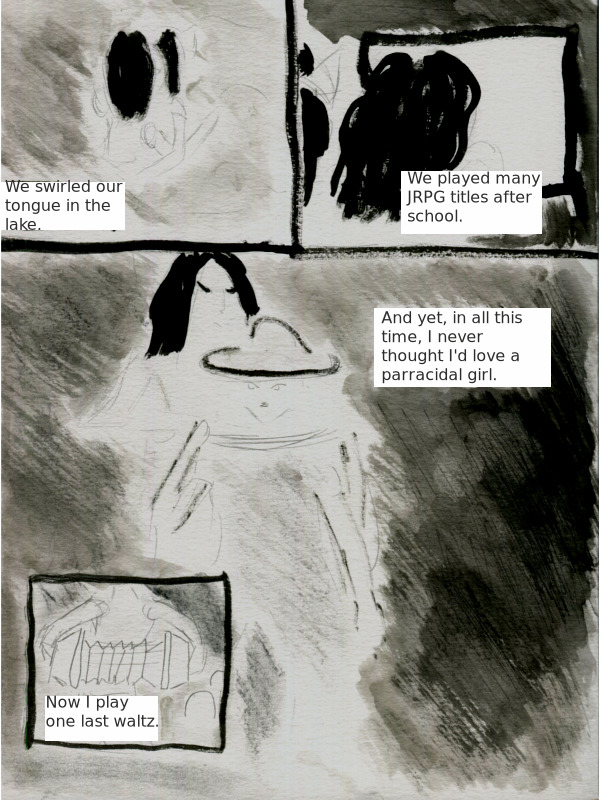 We swirled our
tongue in the
lake.
We played many
JRPG titles after
school.
And yet, in all this
time, I never
thought I'd love a
parracidal girl.
Now I play
one last waltz.